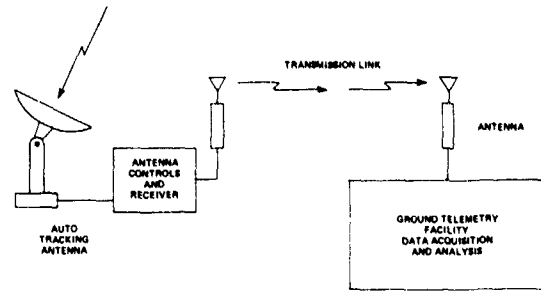 TRANSMISSION LINK
ANTENNA
ANTENNA
CONTROLS
AND
RECEIVER
AUTO
TRACKING
ANTENNA
GROUND TELEMETRY
FACILITY
DATA ACQUISITION
AND ANALYSIS